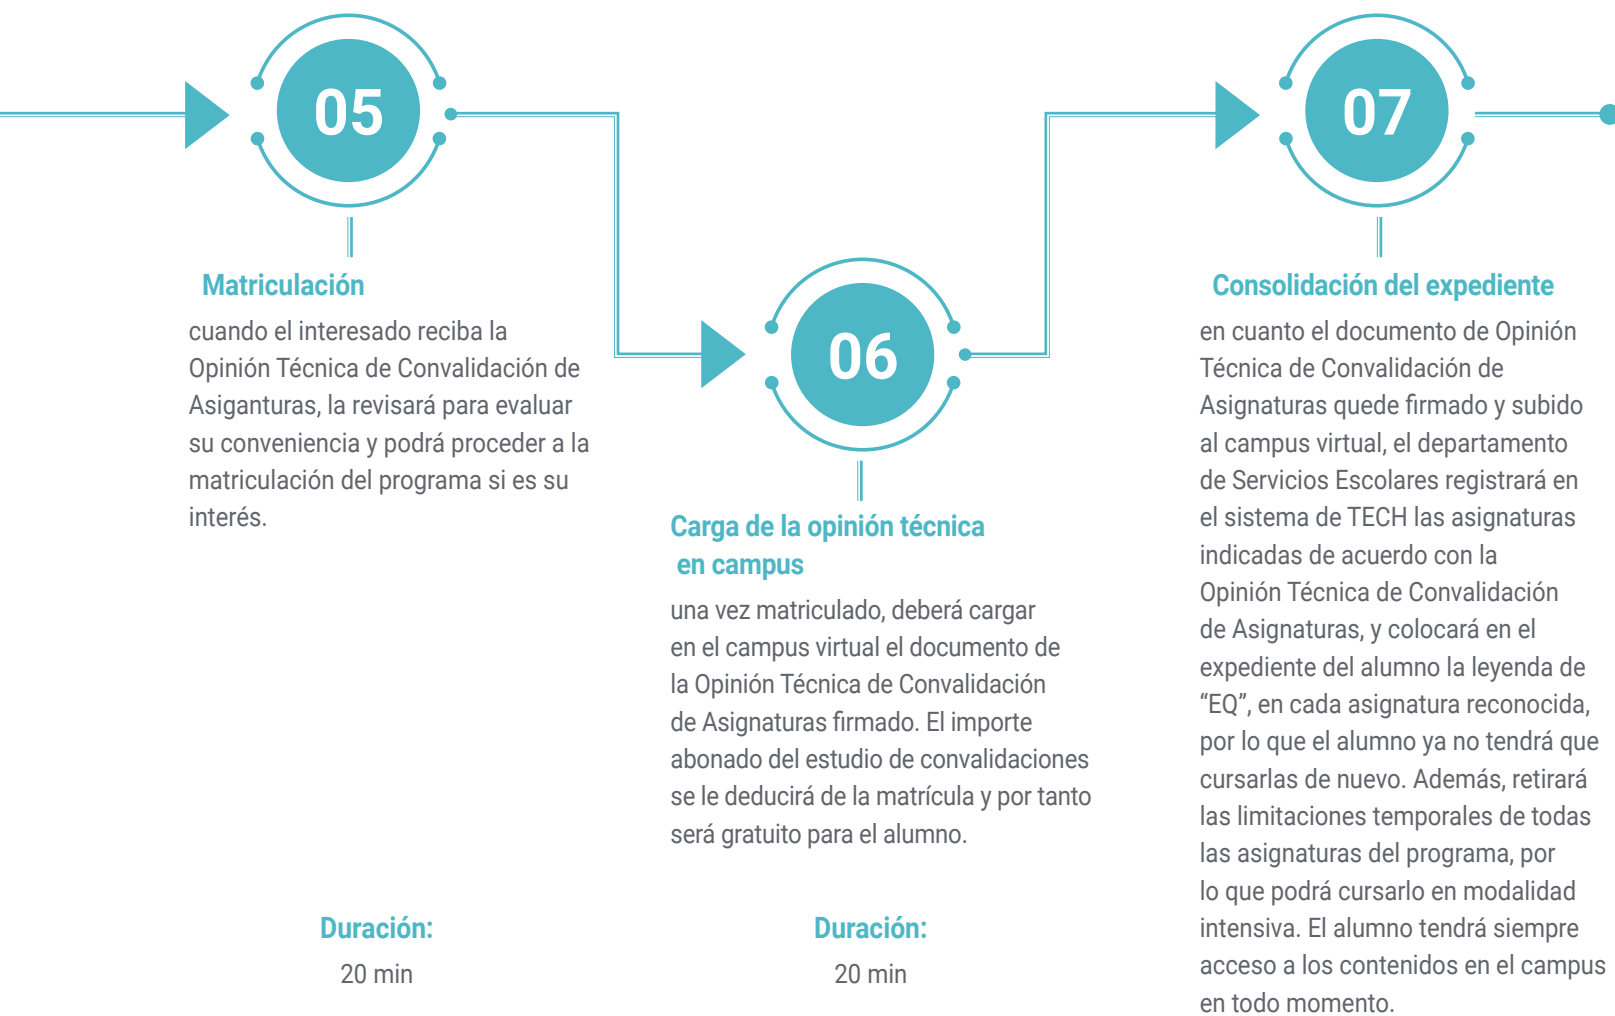 05
Matriculación
cuando el interesado reciba la
Opinión Técnica de Convalidación de
Asiganturas, la revisará para evaluar
su conveniencia y podrá proceder a la
matriculación del programa si es su
interés.
Duración:
20 min
06
Carga de la opinión técnica
en campus
una vez matriculado, deberá cargar
en el campus virtual el documento de
la Opinión Técnica de Convalidación
de Asignaturas firmado. El importe
abonado del estudio de convalidaciones
se le deducirá de la matrícula y por tanto
será gratuito para el alumno.
Duración:
20 min
07
Consolidación del expediente
en cuanto el documento de Opinión
Técnica de Convalidación de
Asignaturas quede firmado y subido
al campus virtual, el departamento
de Servicios Escolares registrará en
el sistema de TECH las asignaturas
indicadas de acuerdo con la
Opinión Técnica de Convalidación
de Asignaturas, y colocará en el
expediente del alumno la leyenda de
“EQ”, en cada asignatura reconocida,
por lo que el alumno ya no tendrá que
cursarlas de nuevo. Además, retirará
las limitaciones temporales de todas
las asignaturas del programa, por
lo que podrá cursarlo en modalidad
intensiva. El alumno tendrá siempre
acceso a los contenidos en el campus
en todo momento.